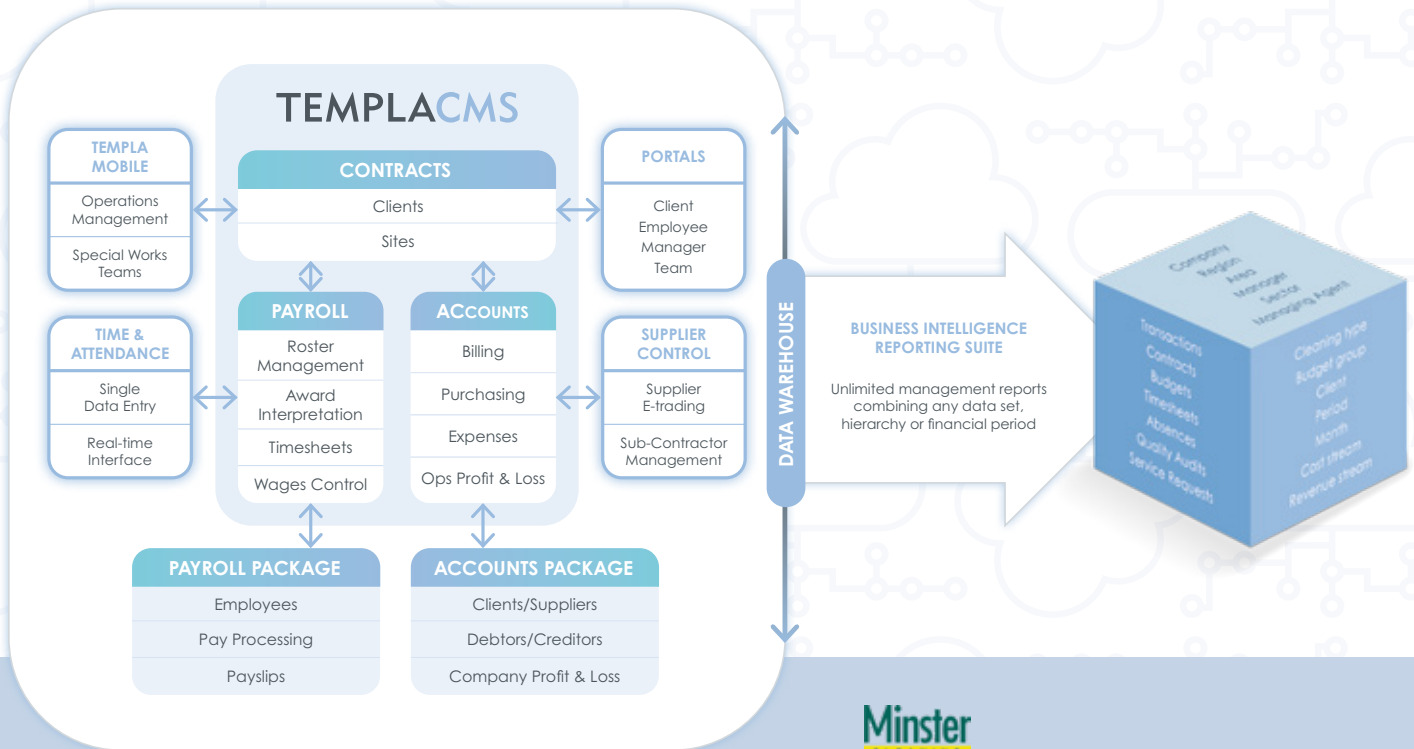 TEMPLACMS
TEMPLA
MOBILE
Operations
Management
Special Works
Teams
CONTRACTS
Clients
Sites
PORTALS
Client
Employee
Manager
Team
TIME &
ATTENDANCE
Single
Data Entry
Real-time
Interface
PAYROLL
Roster
Management
Award
Interpretation
Timesheets
Wages Control
ACCOUNTS
Billing
Purchasing
Expenses
Ops Profit & Loss
SUPPLIER
CONTROL
Supplier
E-trading
Sub-Contractor
Management
PAYROLL PACKAGE
Employees
Pay Processing
Payslips
ACCOUNTS PACKAGE
Clients/Suppliers
Debtors/Creditors
Company Profit & Loss
DATA WAREHOUSE
BUSINESS INTELLIGENCE
REPORTING SUITE
Unlimited management reports
combining any data set,
hierarchy or financial period
Company
Region
Area
Manager
Sector
Managing Agent
Transactions
Contracts
Budgets
Timesheets
Absences
Quality Audits
Service Requests
Cleaning type
Budget group
Client
Period
Month
Cost stream
Revenue stream
Minster